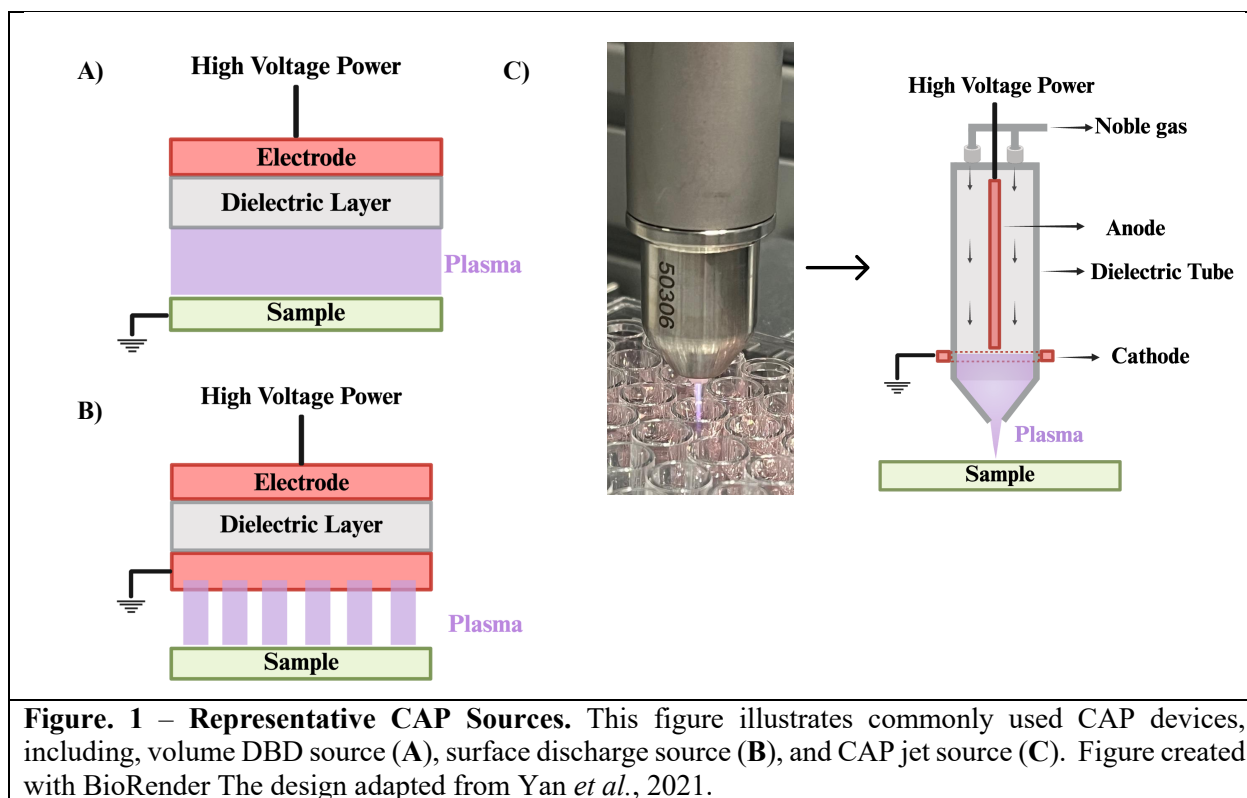 A)
High Voltage Power
Electrode
Dielectric Layer
Plasma
Sample
B)
High Voltage Power
Electrode
Dielectric Layer
Plasma
Sample
C)
50306
High Voltage Power
Noble gas
Anode
Dielectric Tube
Cathode
Plasma
Sample
Figure. 1 – Representative CAP Sources. This figure illustrates commonly used CAP devices,
including, volume DBD source (A), surface discharge source (B), and CAP jet source (C). Figure created
with BioRender The design adapted from Yan et al., 2021.